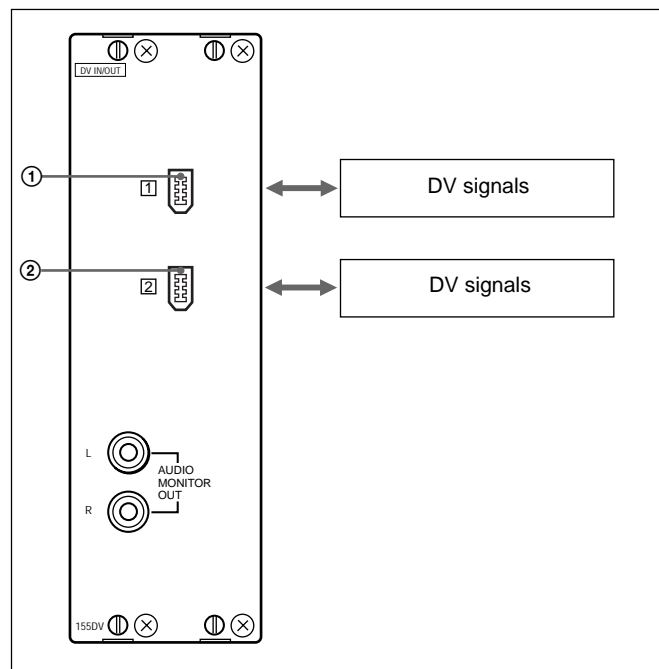 DV IN/OUT
1
1
DV signals
2
2
DV signals
L
AUDIO
MONITOR
OUT
R
155DV